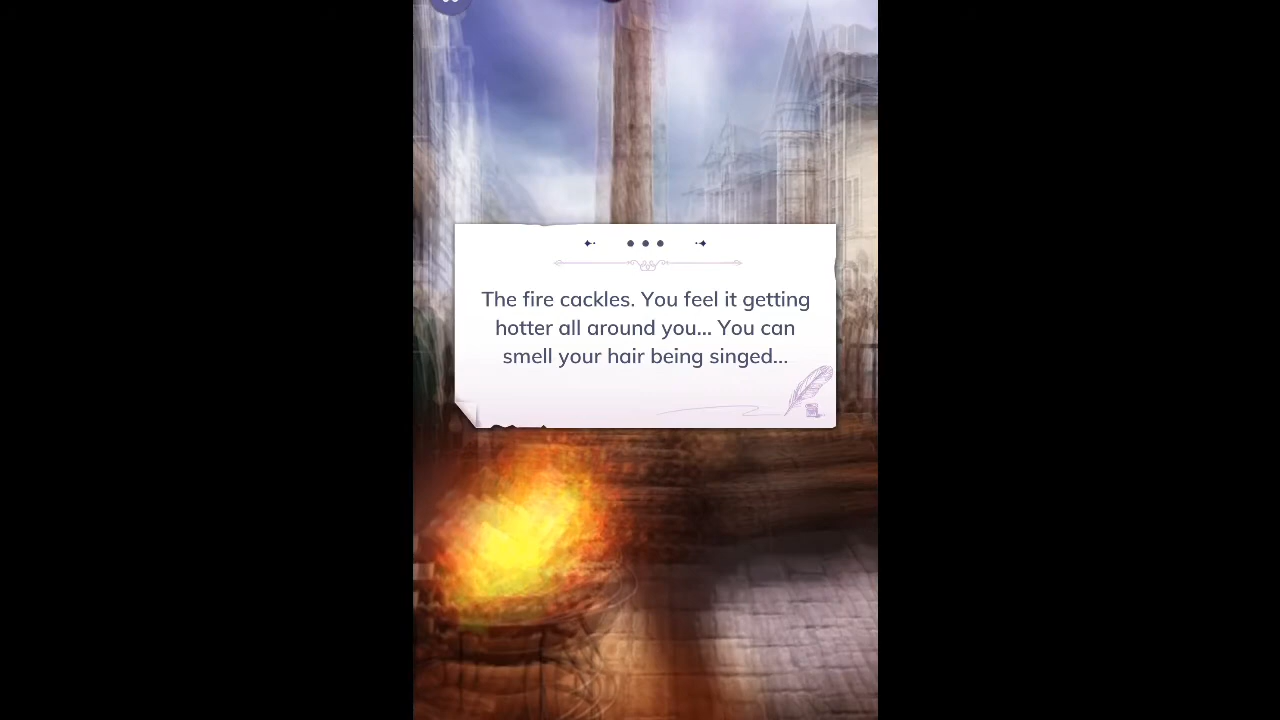 The fire cackles. You feel it getting
hotter all around you... You can
smell your hair being singed...